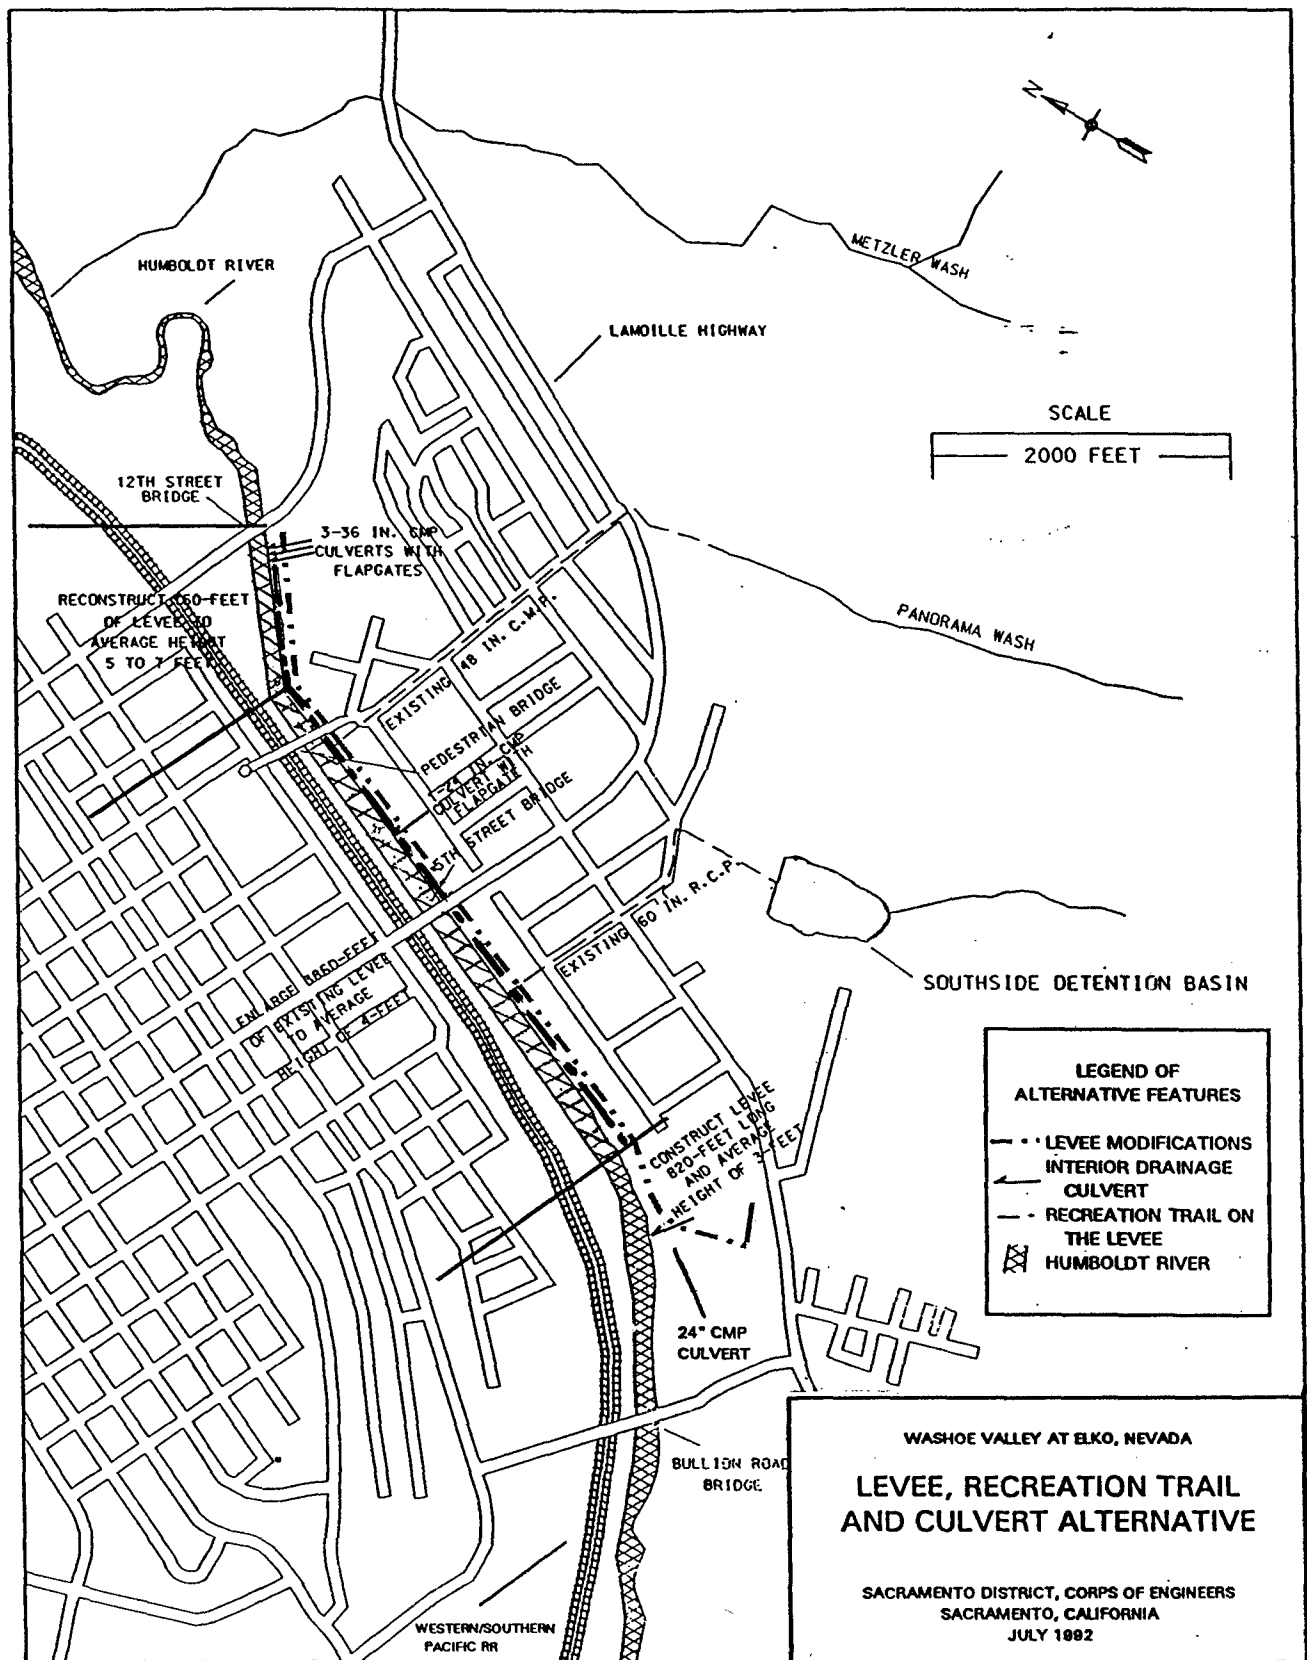 N
HUMBOLDT RIVER
METZLER WASH
LAMOILLE HIGHWAY
SCALE
2000 FEET
12TH STREET
BRIDGE
3-36 IN. CMP
CULVERTS WITH
FLAPGATES
RECONSTRUCT 60-FEET
OF LEVEE TO
AVERAGE HEIGHT
5 TO 7 FEET
PANORAMA WASH
EXISTING 48 IN. C.M.P.
PEDESTRIAN BRIDGE
1-24 IN. CMP
CULVERT WITH
FLAPGATE
5TH STREET BRIDGE
EXISTING 60 IN. R.C.P.
ENLARGE 8860-FEET
OF EXISTING LEVEE
TO AVERAGE
HEIGHT OF 4-FEET
SOUTHSIDE DETENTION BASIN
CONSTRUCT LEVEE
820-FEET LONG
AND AVERAGE
HEIGHT OF 3-FEET
LEGEND OF
ALTERNATIVE FEATURES
LEVEE MODIFICATIONS
INTERIOR DRAINAGE
CULVERT
RECREATION TRAIL ON
THE LEVEE
HUMBOLDT RIVER
24" CMP
CULVERT
BULLION ROAD
BRIDGE
WESTERN/SOUTHERN
PACIFIC RR
WASHOE VALLEY AT ELKO, NEVADA
LEVEE, RECREATION TRAIL
AND CULVERT ALTERNATIVE
SACRAMENTO DISTRICT, CORPS OF ENGINEERS
SACRAMENTO, CALIFORNIA
JULY 1992